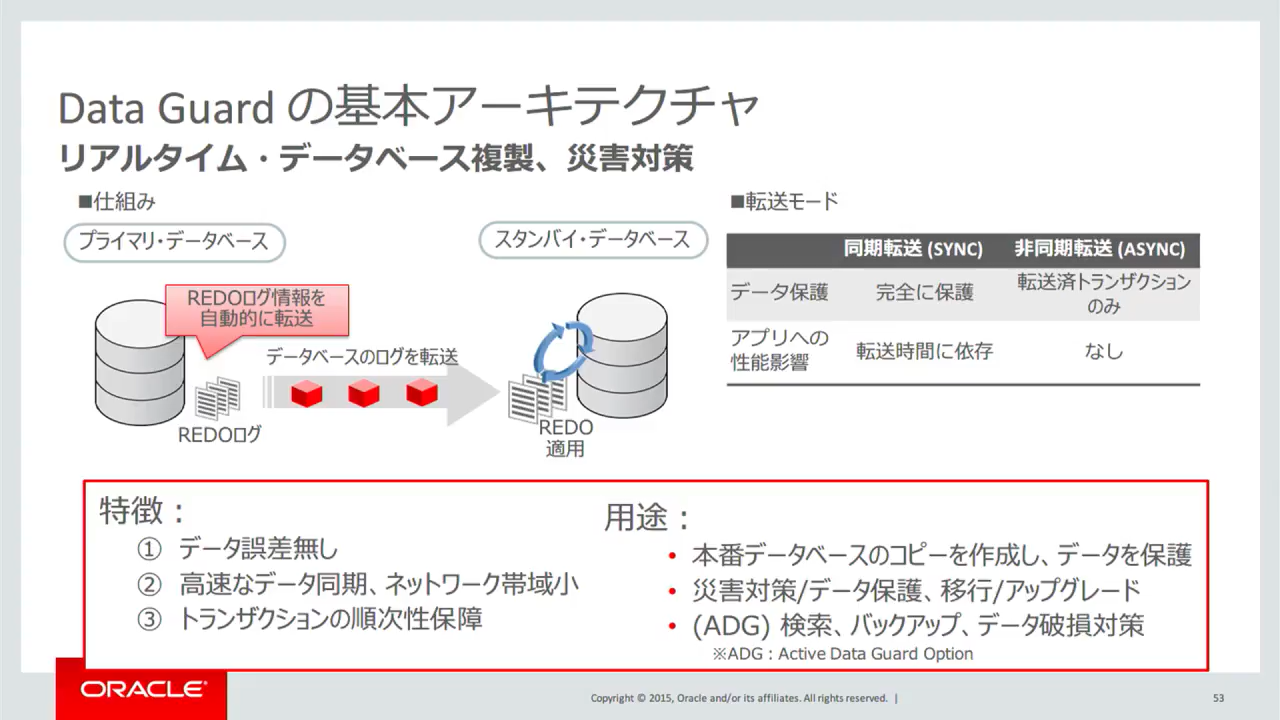 Data Guard の基本アーキテクチャ
リアルタイム・データベース複製、災害対策
■仕組み
プライマリ・データベース
スタンバイ・データベース
REDOログ情報を
自動的に転送
データベースのログを転送
REDOログ
REDO
適用
■転送モード
同期転送 (SYNC) 非同期転送 (ASYNC)
データ保護 完全に保護 転送済トランザクション
のみ
アプリへの
性能影響 転送時間に依存 なし
特徴：
① データ誤差無し
② 高速なデータ同期、ネットワーク帯域小
③ トランザクションの順次性保障
用途：
• 本番データベースのコピーを作成し、データを保護
• 災害対策/データ保護、移行/アップグレード
• (ADG) 検索、バックアップ、データ破損対策
※ADG : Active Data Guard Option
ORACLE®
Copyright © 2015, Oracle and/or its affiliates. All rights reserved. |
53